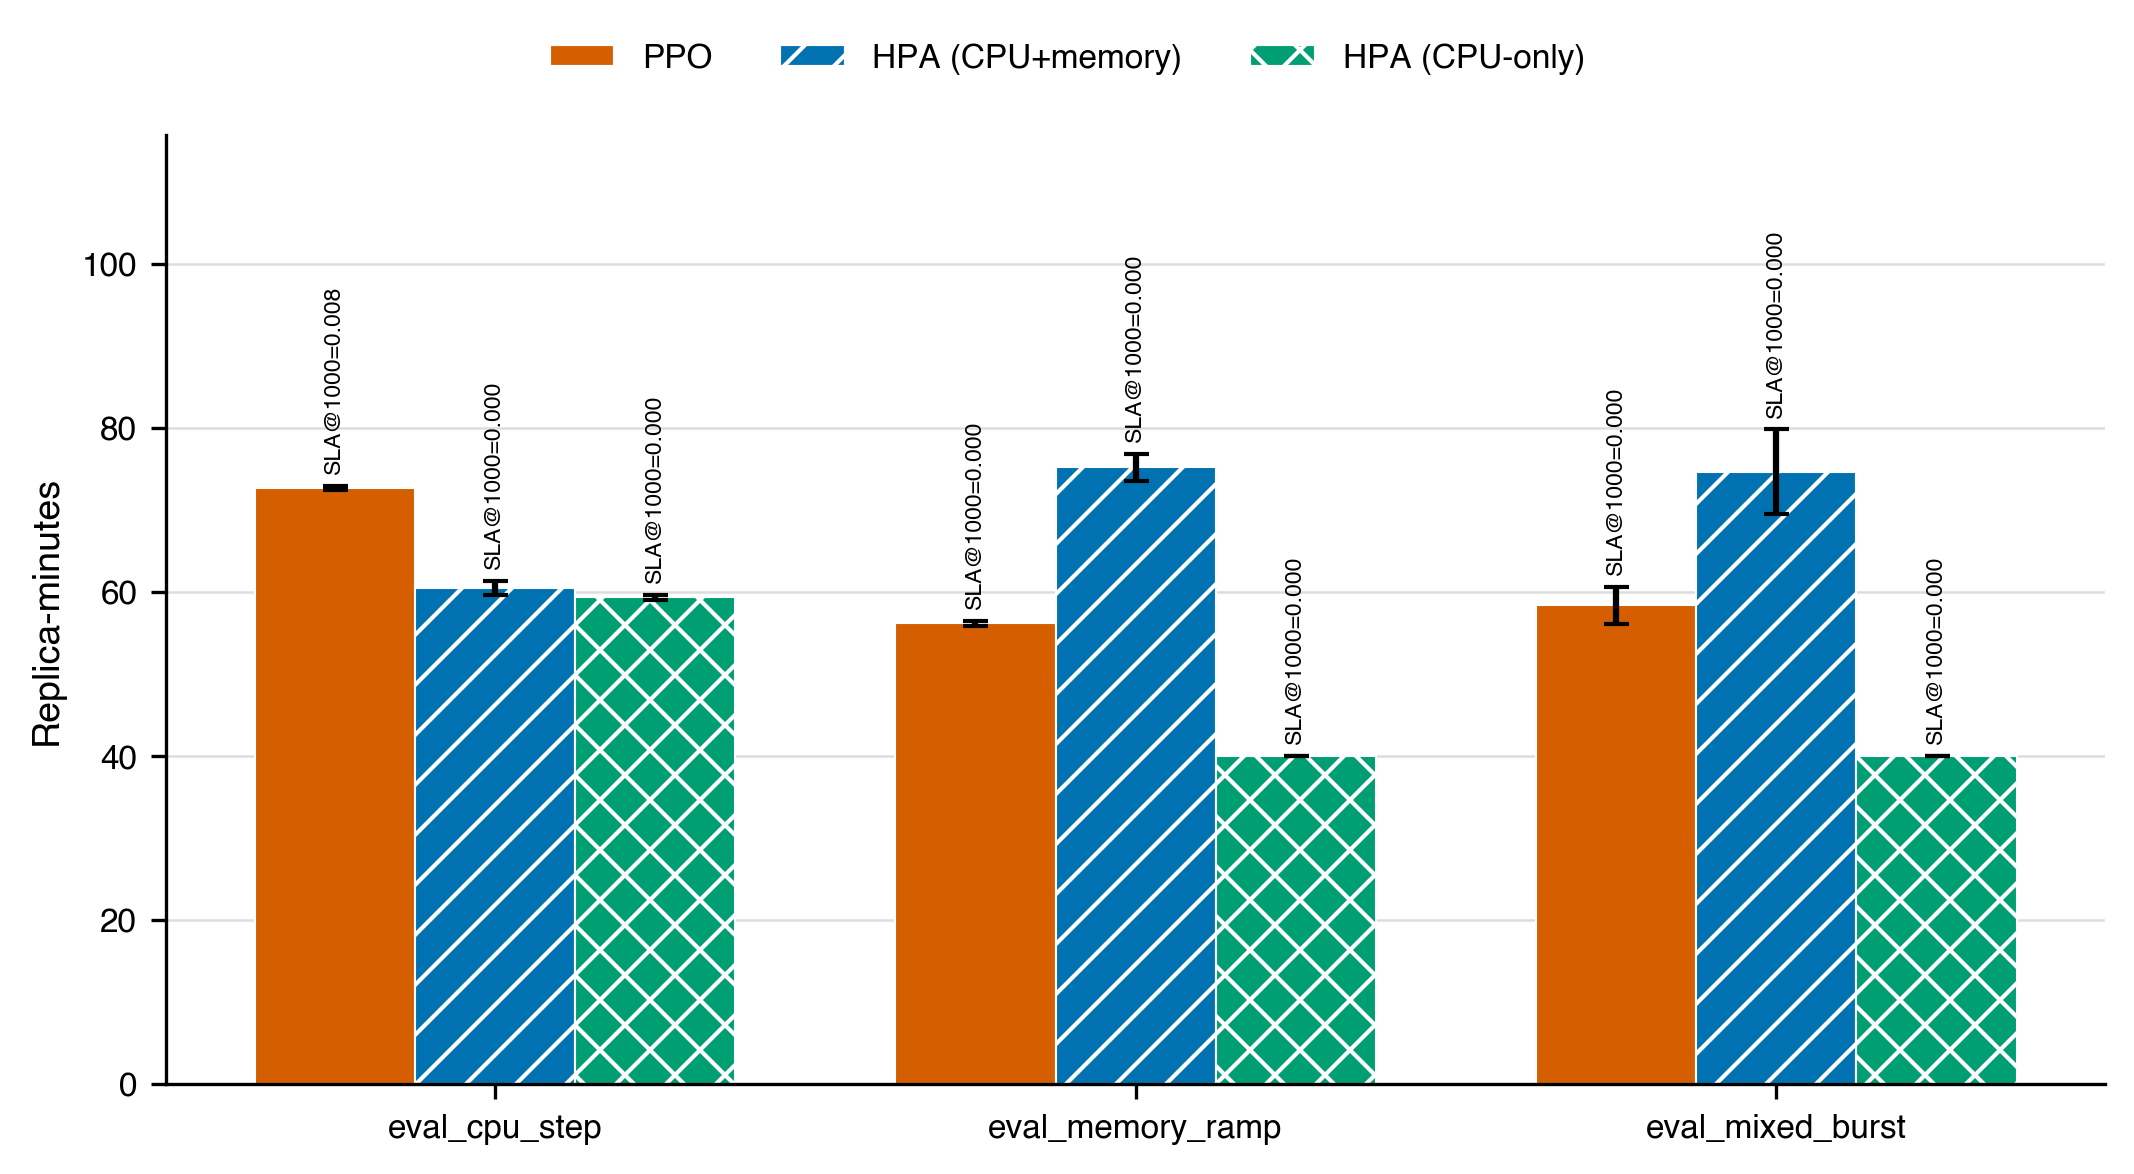 PPO
HPA (CPU+memory)
HPA (CPU-only)
Replica-minutes
100
80
60
40
20
0
SLA@1000=0.008
SLA@1000=0.000
SLA@1000=0.000
SLA@1000=0.000
SLA@1000=0.000
SLA@1000=0.000
SLA@1000=0.000
SLA@1000=0.000
SLA@1000=0.000
eval_cpu_step
eval_memory_ramp
eval_mixed_burst